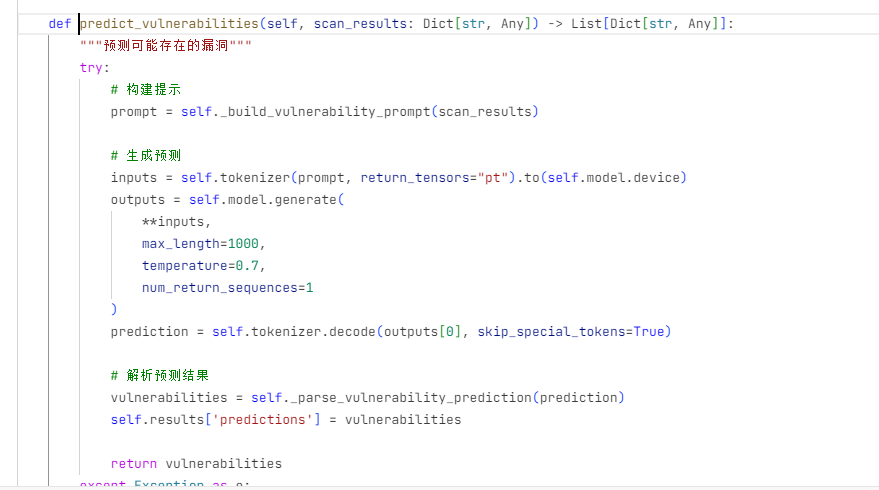 def predict_vulnerabilities(self, scan_results: Dict[str, Any]) -> List[Dict[str, Any]]:
"""预测可能存在的漏洞"""
try:
# 构建提示
prompt = self._build_vulnerability_prompt(scan_results)
# 生成预测
inputs = self.tokenizer(prompt, return_tensors="pt").to(self.model.device)
outputs = self.model.generate(
**inputs,
max_length=1000,
temperature=0.7,
num_return_sequences=1
)
prediction = self.tokenizer.decode(outputs[0], skip_special_tokens=True)
# 解析预测结果
vulnerabilities = self._parse_vulnerability_prediction(prediction)
self.results['predictions'] = vulnerabilities
return vulnerabilities
except Exception as e: